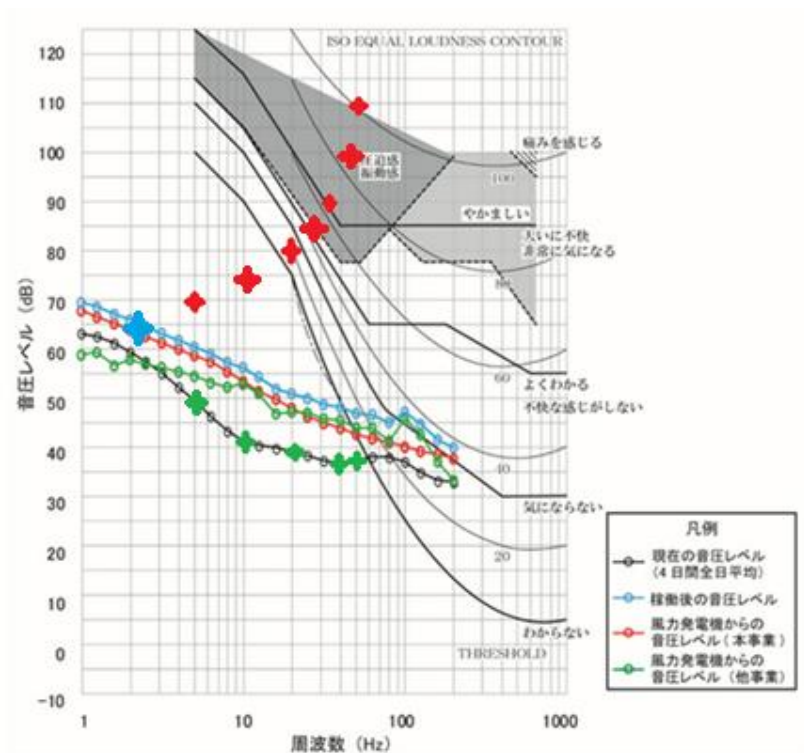 ISO EQUAL LOUDNESS CONTOUR
120
110
100
90
80
70
60
50
40
30
20
10
0
-10
音圧レベル (dB)
痛みを感じる
圧迫感
振動感
100
やかましい
大いに不快
非常に気になる
80
60
よくわかる
不快な感じがしない
40
気にならない
20
わからない
THRESHOLD
1
10
100
1000
周波数 (Hz)
凡例
現在の音圧レベル
(4日間全日平均)
稼働後の音圧レベル
風力発電機からの
音圧レベル(本事業)
風力発電機からの
音圧レベル (他事業)